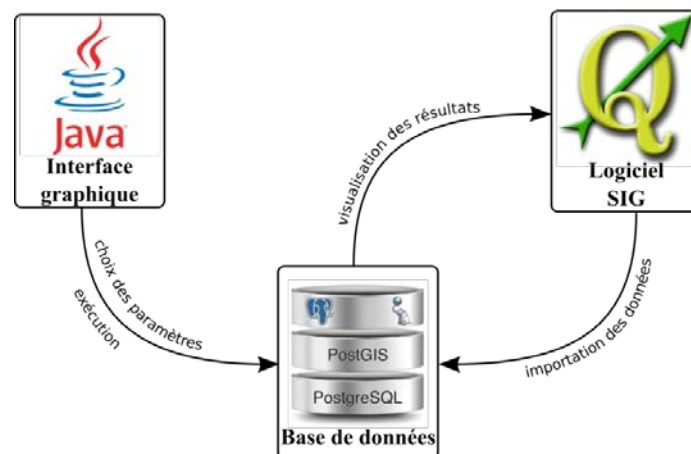 Java
Interface
graphique
choix des paramètres
exécution
visualisation des résultats
Q
Logiciel
SIG
importation des données
PostGIS
PostgreSQL
Base de données